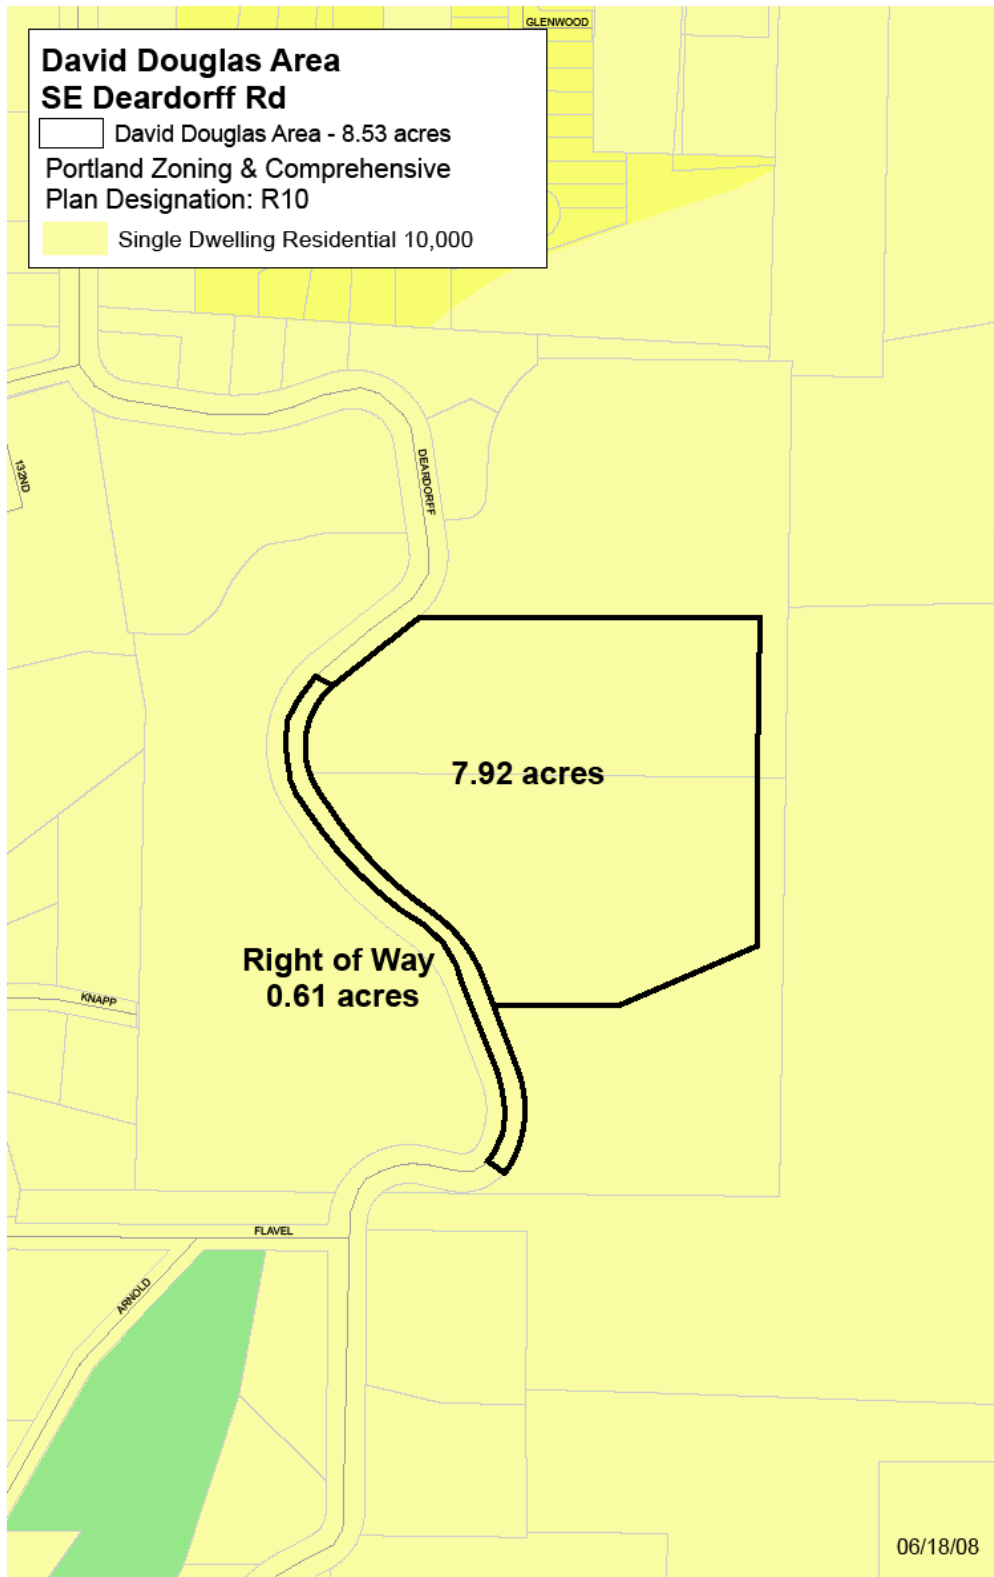 GLENWOOD
David Douglas Area
SE Deardorff Rd
David Douglas Area - 8.53 acres
Portland Zoning & Comprehensive
Plan Designation: R10
Single Dwelling Residential 10,000
132ND
DEARDORFF
7.92 acres
Right of Way
0.61 acres
KNAPP
FLAVEL
ARNOLD
06/18/08